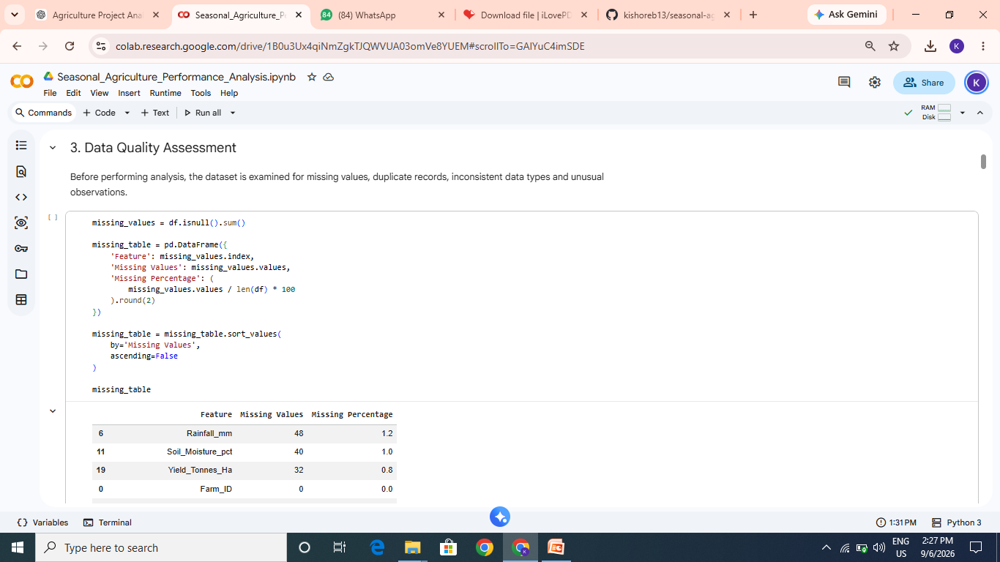 Agriculture Project Ana
Seasonal_Agriculture_P
84 (84) WhatsApp
Download file | iLovePD
kishoreb13/seasonal-ag
Ask Gemini
colab.research.google.com/drive/1B0u3Ux4qiNmZgkTJQWVUA03omVe8YUEM#scrollTo=GAlYuC4imSDE
K
CO
Seasonal_Agriculture_Performance_Analysis.ipynb
Share
K
File Edit View Insert Runtime Tools Help
Commands + Code + Text Run all
RAM
Disk
3. Data Quality Assessment
Before performing analysis, the dataset is examined for missing values, duplicate records, inconsistent data types and unusual
observations.
[ ]
missing_values = df.isnull().sum()
missing_table = pd.DataFrame({
'Feature': missing_values.index,
'Missing Values': missing_values.values,
'Missing Percentage': (
missing_values.values / len(df) * 100
).round(2)
})
missing_table = missing_table.sort_values(
by='Missing Values',
ascending=False
)
missing_table
Feature Missing Values Missing Percentage
6 Rainfall_mm 48 1.2
11 Soil_Moisture_pct 40 1.0
19 Yield_Tonnes_Ha 32 0.8
0 Farm_ID 0 0.0
{} Variables Terminal
1:31 PM Python 3
Type here to search
ENG
US
2:27 PM
9/6/2026